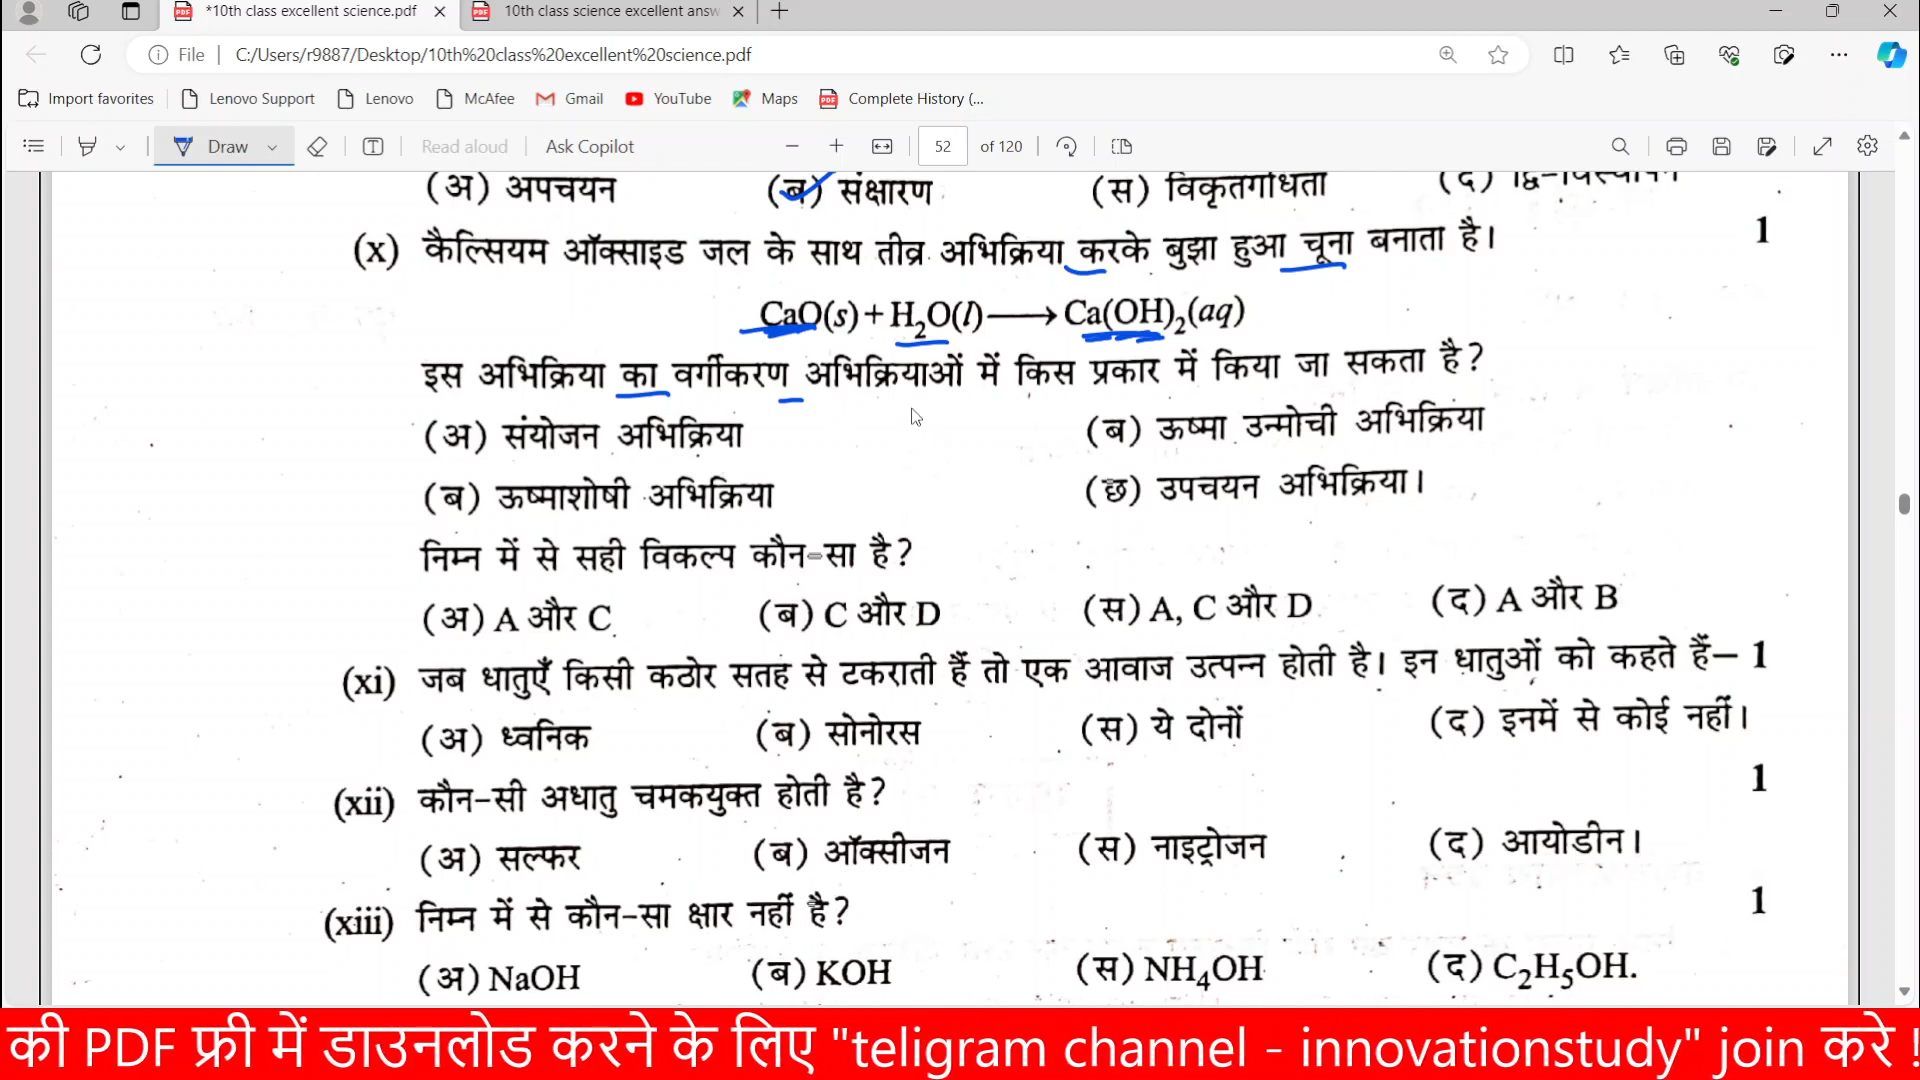 *10th class excellent science.pdf
10th class science excellent answ
File
C:/Users/r9887/Desktop/10th%20class%20excellent%20science.pdf
Import favorites
Lenovo Support
Lenovo
McAfee
Gmail
YouTube
Maps
Complete History (...
Draw
Read aloud
Ask Copilot
52 of 120
(अ) अपचयन (ब) संक्षारण (स) विकृतगंधिता (द) द्वि-विस्थापन
(x) कैल्सियम ऑक्साइड जल के साथ तीव्र अभिक्रिया करके बुझा हुआ चूना बनाता है। 1
CaO(s)+H₂O(l)⟶Ca(OH)₂(aq)
इस अभिक्रिया का वर्गीकरण अभिक्रियाओं में किस प्रकार में किया जा सकता है?
(अ) संयोजन अभिक्रिया (ब) ऊष्मा उन्मोची अभिक्रिया
(ब) ऊष्माशोषी अभिक्रिया (छ) उपचयन अभिक्रिया।
निम्न में से सही विकल्प कौन-सा है?
(अ) A और C (ब) C और D (स) A, C और D (द) A और B
(xi) जब धातुएँ किसी कठोर सतह से टकराती हैं तो एक आवाज उत्पन्न होती है। इन धातुओं को कहते हैं– 1
(अ) ध्वनिक (ब) सोनोरस (स) ये दोनों (द) इनमें से कोई नहीं।
(xii) कौन-सी अधातु चमकयुक्त होती है? 1
(अ) सल्फर (ब) ऑक्सीजन (स) नाइट्रोजन (द) आयोडीन।
(xiii) निम्न में से कौन-सा क्षार नहीं है? 1
(अ) NaOH (ब) KOH (स) NH₄OH (द) C₂H₅OH.
की PDF फ्री में डाउनलोड करने के लिए "teligram channel - innovationstudy" join करे !